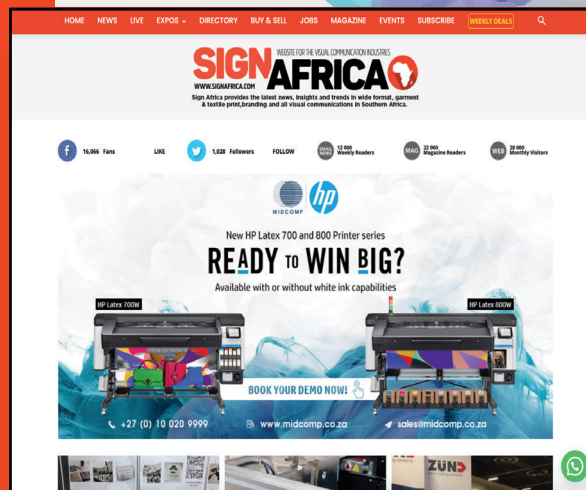 HOME NEWS LIVE EXPOS DIRECTORY BUY & SELL JOBS MAGAZINE EVENTS SUBSCRIBE WEEKLY DEALS
SIGN AFRICA
WEBSITE FOR THE VISUAL COMMUNICATION INDUSTRIES
WWW.SIGNAFRICA.COM
Sign Africa provides the latest news, insights and trends in wide format, garment
& textile print,branding and all visual communications in Southern Africa.
16,066 Fans LIKE 1,028 Followers FOLLOW
EMAIL NEWS 12 000 Weekly Readers
MAG 22 000 Magazine Readers
WEB 28 000 Monthly Visitors
MIDCOMP hp
New HP Latex 700 and 800 Printer series
READY TO WIN BIG?
Available with or without white ink capabilities
HP Latex 700W
HP Latex 800W
BOOK YOUR DEMO NOW!
+27 (0) 10 020 9999 www.midcomp.co.za sales@midcomp.co.za
ZÜND